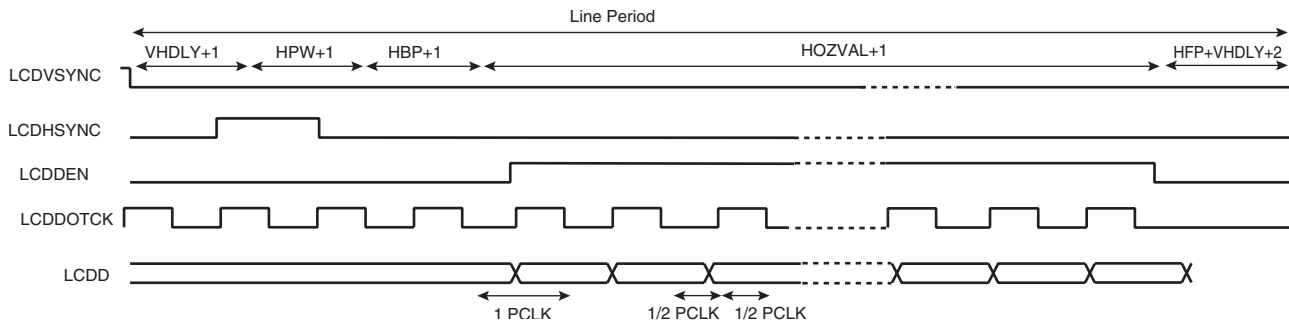 Line Period
VHDLY+1 HPW+1 HBP+1 HOZVAL+1 HFP+VHDLY+2
LCDVSYNC
LCDHSYNC
LCDDEN
LCDDOTCK
LCDD
1 PCLK 1/2 PCLK 1/2 PCLK